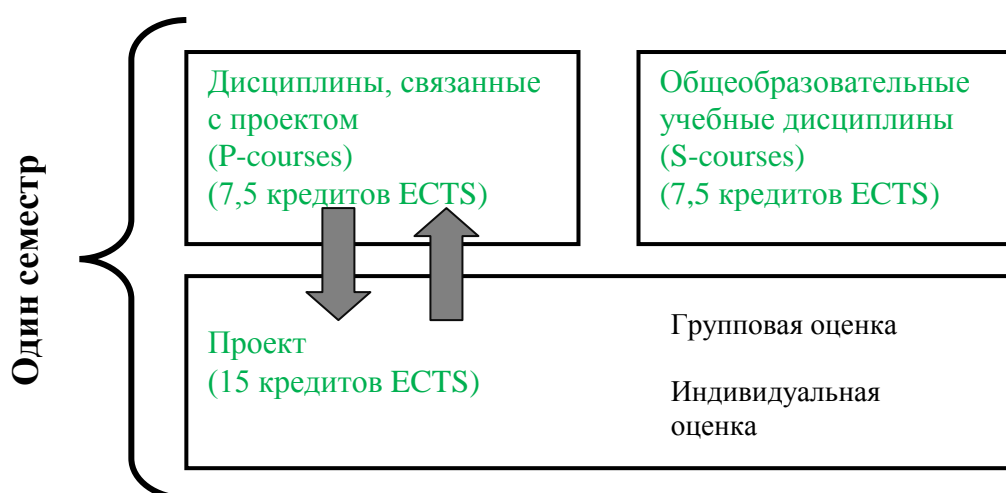 Один семестр
Дисциплины, связанные
с проектом
(P-courses)
(7,5 кредитов ECTS)
Общеобразовательные
учебные дисциплины
(S-courses)
(7,5 кредитов ECTS)
Проект
(15 кредитов ECTS)
Групповая оценка
Индивидуальная
оценка